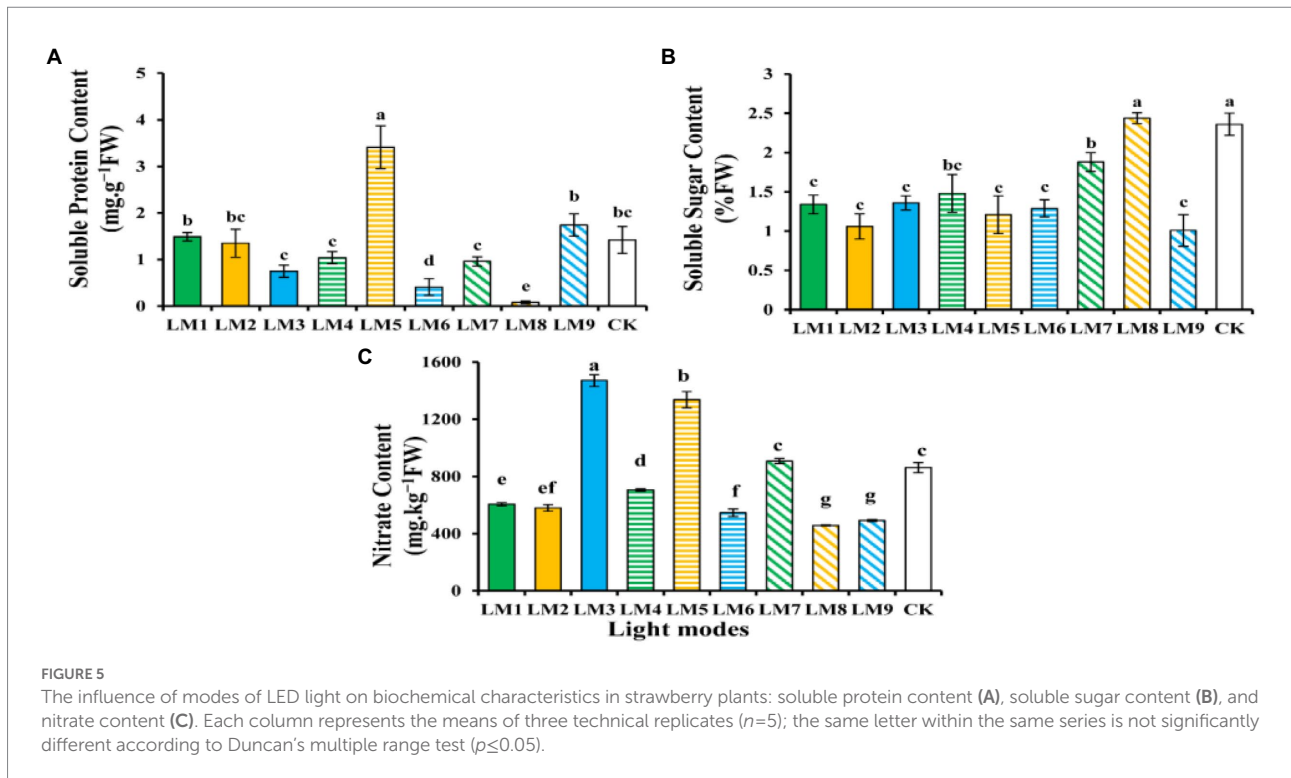 A
Soluble Protein Content
(mg.g⁻¹FW)
5
4
3
2
1
0
b
bc
c
c
a
d
c
e
b
bc
LM1 LM2 LM3 LM4 LM5 LM6 LM7 LM8 LM9 CK
B
Soluble Sugar Content
(%FW)
3
2.5
2
1.5
1
0.5
0
c
c
c
bc
c
c
b
a
c
a
LM1 LM2 LM3 LM4 LM5 LM6 LM7 LM8 LM9 CK
C
Nitrate Content
(mg.kg⁻¹FW)
1600
1200
800
400
0
e
ef
a
d
b
f
c
g
g
c
LM1 LM2 LM3 LM4 LM5 LM6 LM7 LM8 LM9 CK
Light modes
FIGURE 5
The influence of modes of LED light on biochemical characteristics in strawberry plants: soluble protein content (A), soluble sugar content (B), and
nitrate content (C). Each column represents the means of three technical replicates (n=5); the same letter within the same series is not significantly
different according to Duncan's multiple range test (p≤0.05).